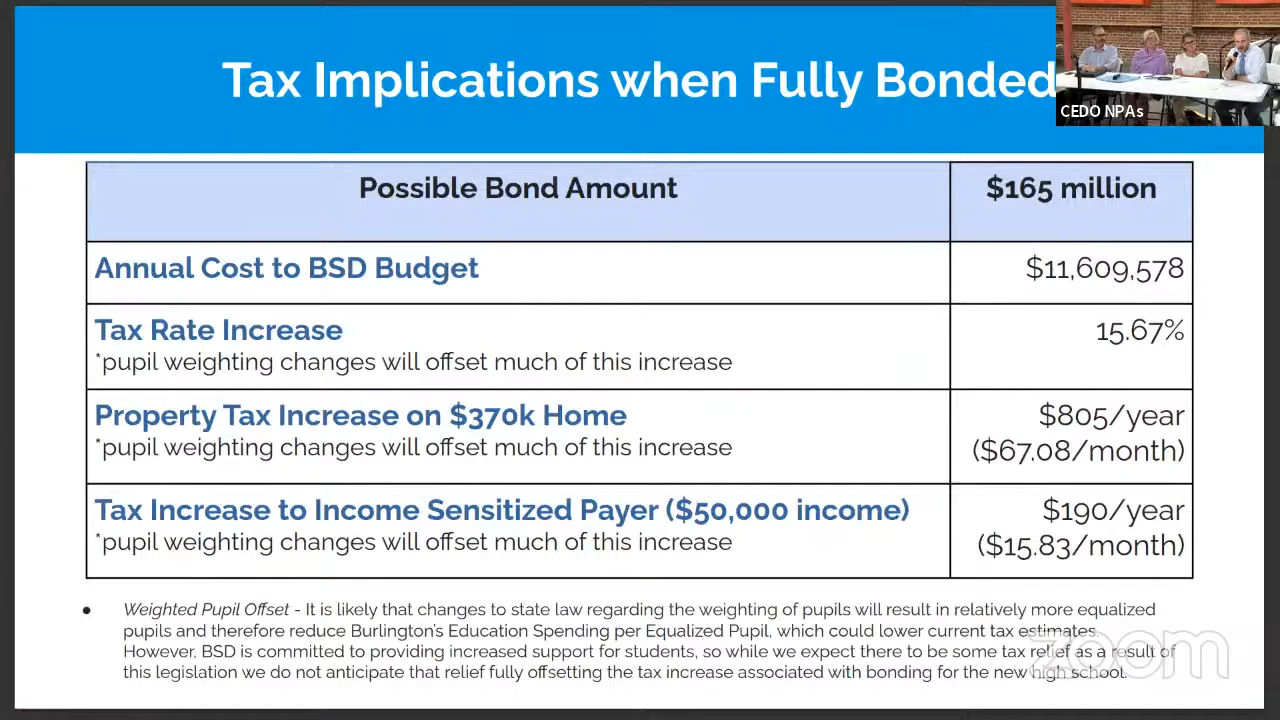 Tax Implications when Fully Bonded
CEDO NPAs
Possible Bond Amount
$165 million
Annual Cost to BSD Budget
$11,609,578
Tax Rate Increase
15.67%
*pupil weighting changes will offset much of this increase
Property Tax Increase on $370k Home
$805/year
*pupil weighting changes will offset much of this increase
($67.08/month)
Tax Increase to Income Sensitized Payer ($50,000 income)
$190/year
*pupil weighting changes will offset much of this increase
($15.83/month)
● Weighted Pupil Offset - It is likely that changes to state law regarding the weighting of pupils will result in relatively more equalized
pupils and therefore reduce Burlington's Education Spending per Equalized Pupil, which could lower current tax estimates.
However, BSD is committed to providing increased support for students, so while we expect there to be some tax relief as a result of
this legislation we do not anticipate that relief fully offsetting the tax increase associated with bonding for the new high school.
zoom